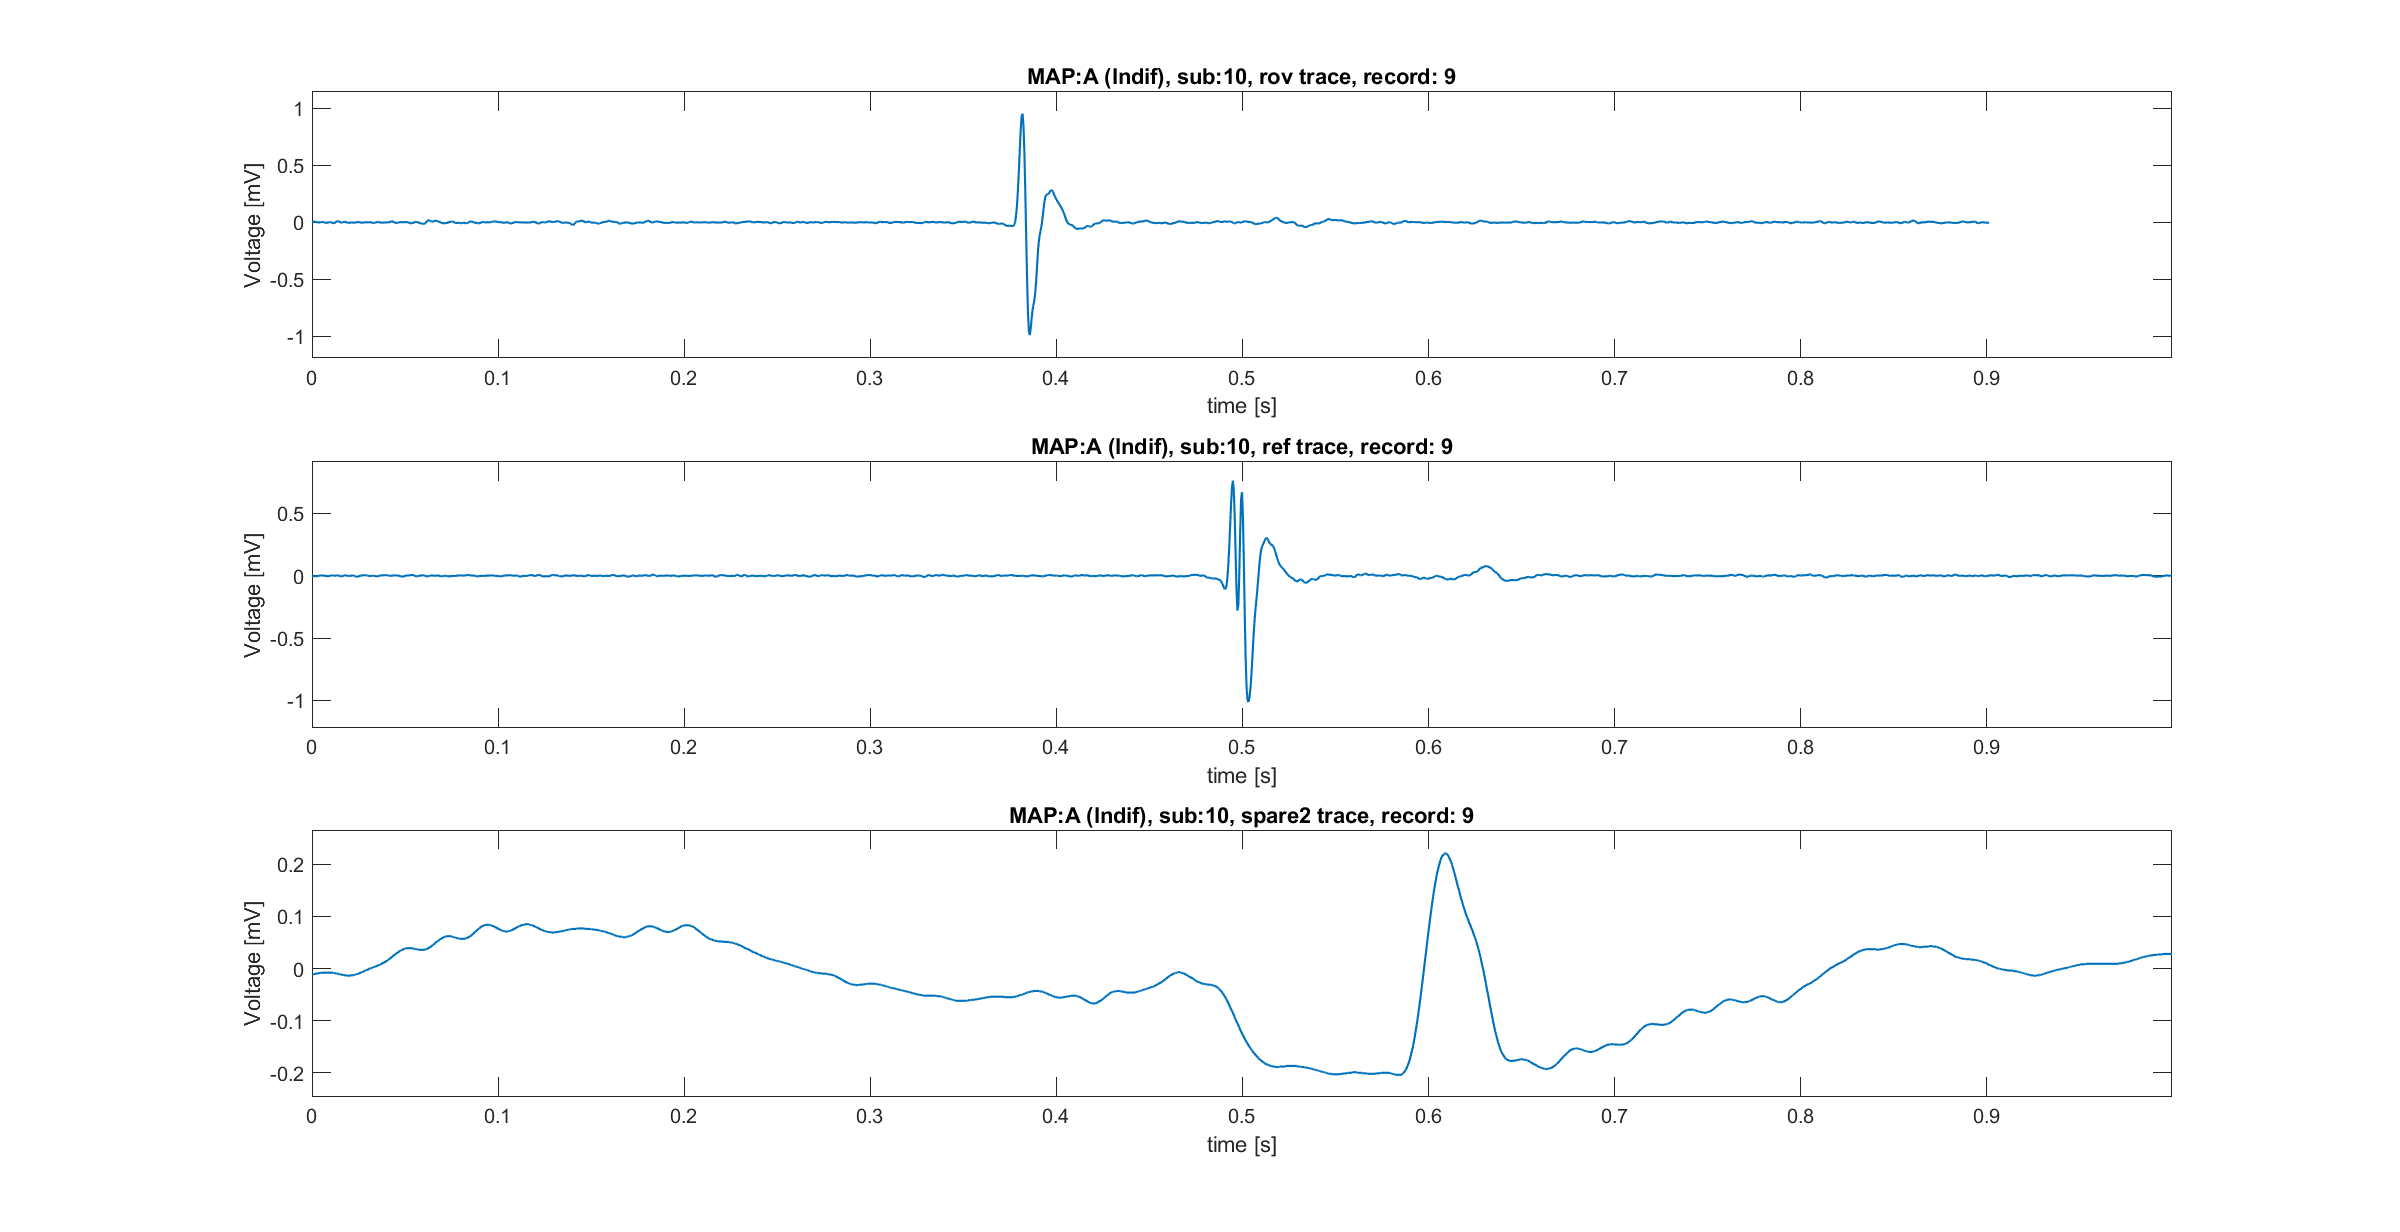 MAP:A (Indif), sub:10, rov trace, record: 9
Voltage [mV]
1
0.5
0
-0.5
-1
0 0.1 0.2 0.3 0.4 0.5 0.6 0.7 0.8 0.9
time [s]
MAP:A (Indif), sub:10, ref trace, record: 9
Voltage [mV]
0.5
0
-0.5
-1
0 0.1 0.2 0.3 0.4 0.5 0.6 0.7 0.8 0.9
time [s]
MAP:A (Indif), sub:10, spare2 trace, record: 9
Voltage [mV]
0.2
0.1
0
-0.1
-0.2
0 0.1 0.2 0.3 0.4 0.5 0.6 0.7 0.8 0.9
time [s]